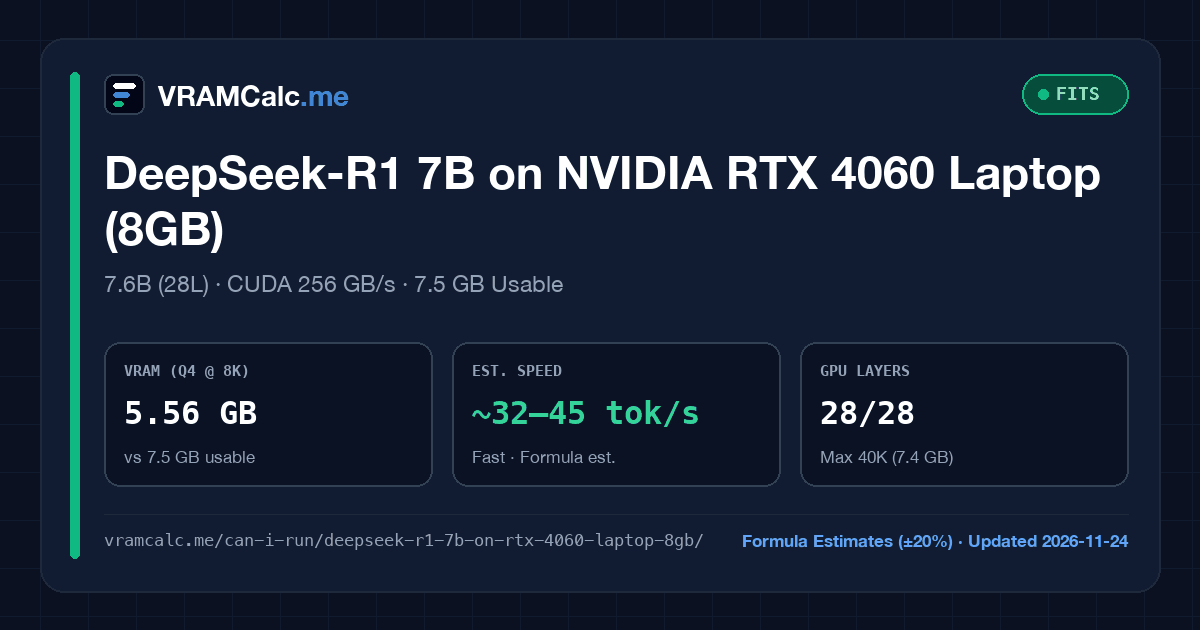 VRAMCalc.me
FITS
DeepSeek-R1 7B on NVIDIA RTX 4060 Laptop
(8GB)
7.6B (28L) · CUDA 256 GB/s · 7.5 GB Usable
VRAM (Q4 @ 8K)
5.56 GB
vs 7.5 GB usable
EST. SPEED
~32–45 tok/s
Fast · Formula est.
GPU LAYERS
28/28
Max 40K (7.4 GB)
vramcalc.me/can-i-run/deepseek-r1-7b-on-rtx-4060-laptop-8gb/
Formula Estimates (±20%) · Updated 2026-11-24